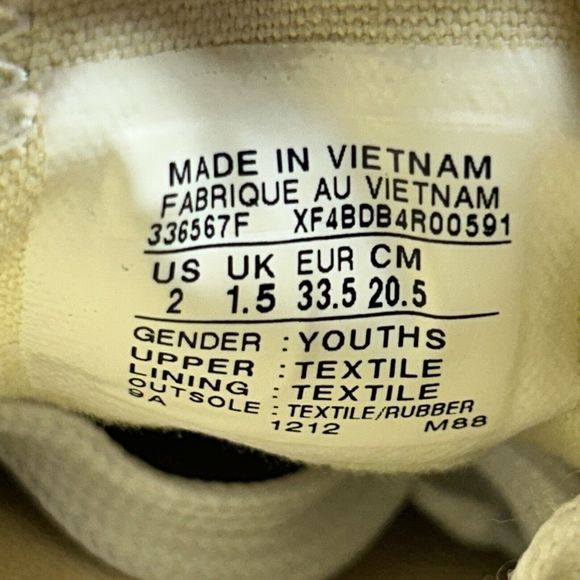 MADE IN VIETNAM
FABRIQUE AU VIETNAM
336567F XF4BDB4R00591
US UK EUR CM
2 1.5 33.5 20.5
GENDER : YOUTHS
UPPER : TEXTILE
LINING : TEXTILE
OUTSOLE : TEXTILE/RUBBER
9A 1212 M88